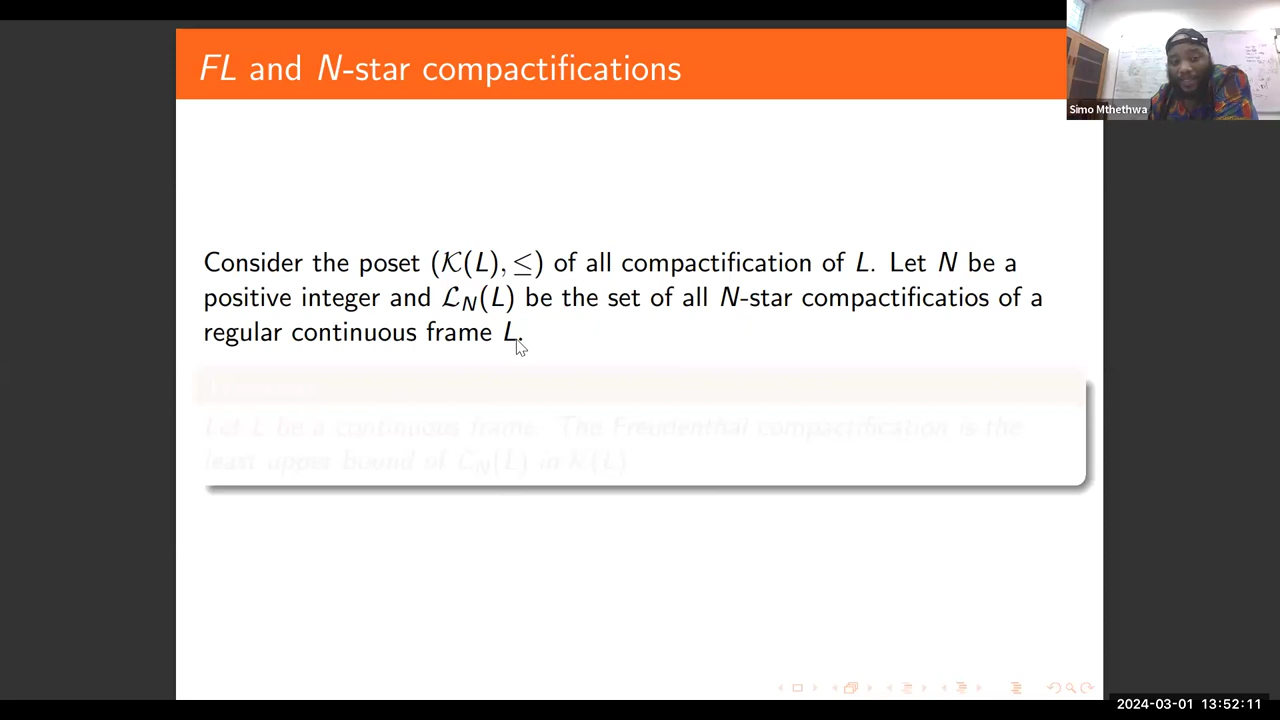 FL and N-star compactifications
Simo Mthethwa
Consider the poset (𝒦(L), ≤) of all compactification of L. Let N be a
positive integer and ℒ_N(L) be the set of all N-star compactificatios of a
regular continuous frame L.
Let L be a continuous frame. The Freudenthal compactification is the
least upper bound of ℒ_N(L) in 𝒦(L)
2024-03-01 13:52:11